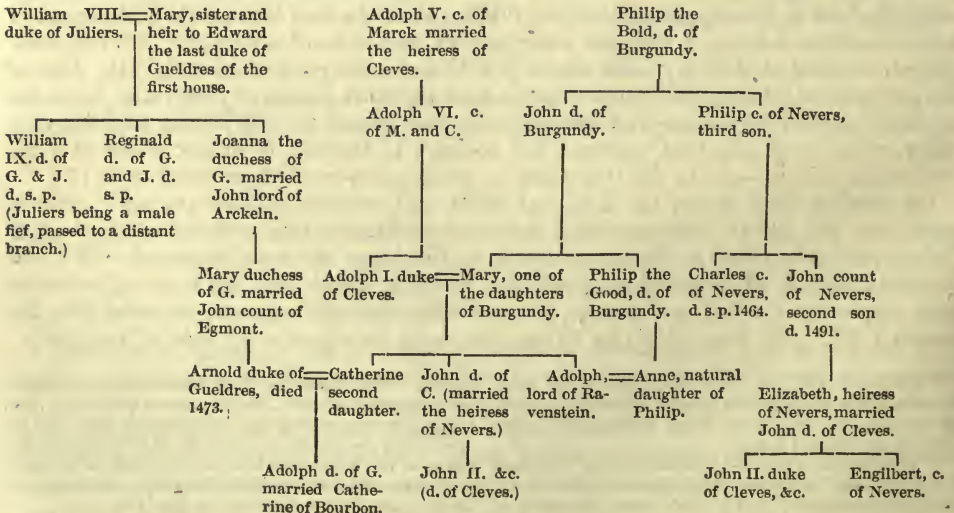 William VIII.
duke of Juliers.
Mary, sister and
heir to Edward
the last duke of
Gueldres of the
first house.
Adolph V. c. of
Marck married
the heiress of
Cleves.
Philip the
Bold, d. of
Burgundy.
William
IX. d. of
G. & J.
d. s. p.
(Juliers being a male
fief, passed to a distant
branch.)
Reginald
d. of G.
and J. d.
s. p.
Joanna the
duchess of
G. married
John lord of
Arckeln.
Adolph VI. c.
of M. and C.
John d. of
Burgundy.
Philip c. of Nevers,
third son.
Mary duchess
of G. married
John count of
Egmont.
Adolph I. duke
of Cleves.
Mary, one of
the daughters
of Burgundy.
Philip the
Good, d. of
Burgundy.
Charles c.
of Nevers,
d. s. p. 1464.
John count
of Nevers,
second son
d. 1491.
Arnold duke of
Gueldres, died
1473.
Catherine
second
daughter.
John d. of
C. (married
the heiress
of Nevers.)
Adolph,
lord of Ra-
venstein.
Anne, natural
daughter of
Philip.
Elizabeth, heiress
of Nevers, married
John d. of Cleves.
Adolph d. of G.
married Cathe-
rine of Bourbon.
John II. &c.
(d. of Cleves.)
John II. duke
of Cleves, &c.
Engilbert, c.
of Nevers.